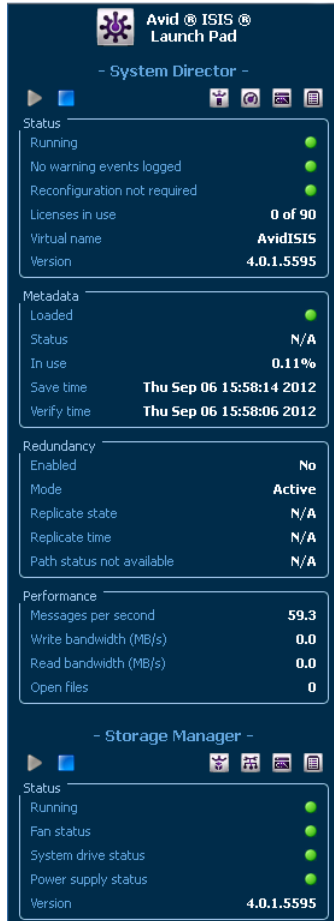 Avid ® ISIS ®
Launch Pad
- System Director -
Status
Running
No warning events logged
Reconfiguration not required
Licenses in use 0 of 90
Virtual name AvidISIS
Version 4.0.1.5595
Metadata
Loaded
Status N/A
In use 0.11%
Save time Thu Sep 06 15:58:14 2012
Verify time Thu Sep 06 15:58:06 2012
Redundancy
Enabled No
Mode Active
Replicate state N/A
Replicate time N/A
Path status not available N/A
Performance
Messages per second 59.3
Write bandwidth (MB/s) 0.0
Read bandwidth (MB/s) 0.0
Open files 0
- Storage Manager -
Status
Running
Fan status
System drive status
Power supply status
Version 4.0.1.5595